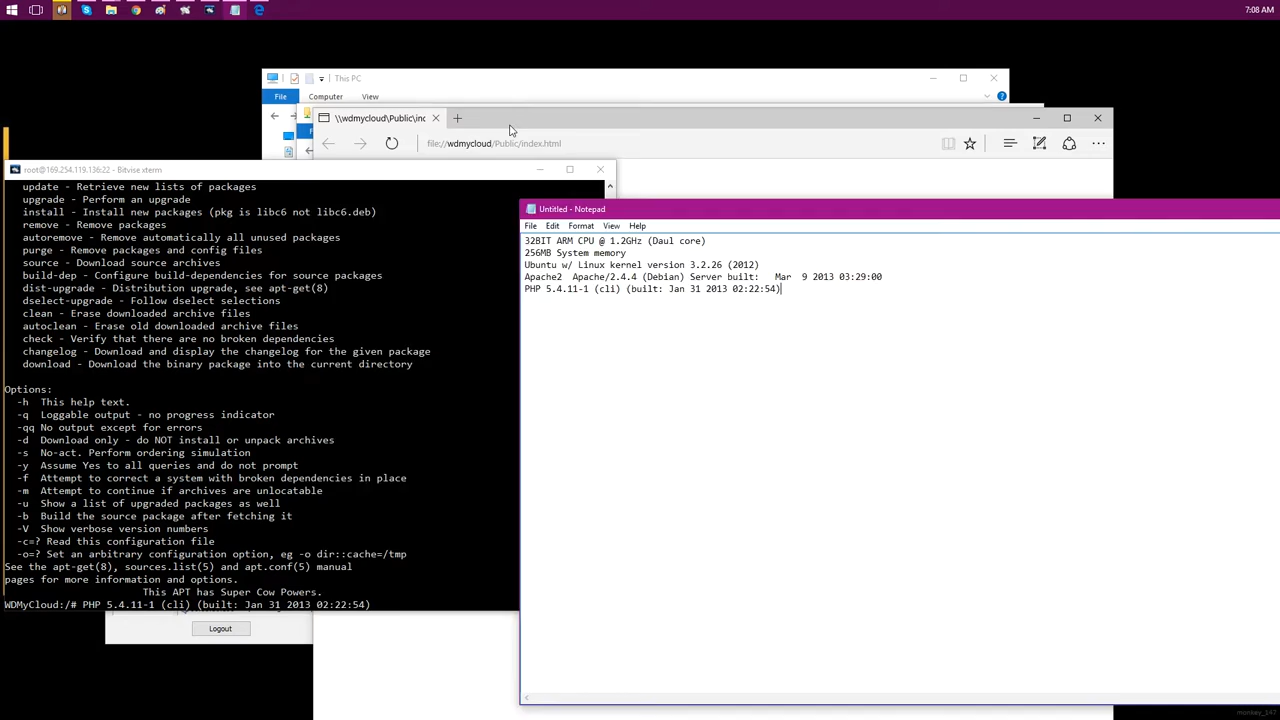 7:08 AM
This PC
File
Computer
View
\\wdmycloud\Public\inc
file://wdmycloud/Public/index.html
root@169.254.119.136:22 - Bitvise xterm
update - Retrieve new lists of packages
upgrade - Perform an upgrade
install - Install new packages (pkg is libc6 not libc6.deb)
remove - Remove packages
autoremove - Remove automatically all unused packages
purge - Remove packages and config files
source - Download source archives
build-dep - Configure build-dependencies for source packages
dist-upgrade - Distribution upgrade, see apt-get(8)
dselect-upgrade - Follow dselect selections
clean - Erase downloaded archive files
autoclean - Erase old downloaded archive files
check - Verify that there are no broken dependencies
changelog - Download and display the changelog for the given package
download - Download the binary package into the current directory
Options:
-h  This help text.
-q  Loggable output - no progress indicator
-qq No output except for errors
-d  Download only - do NOT install or unpack archives
-s  No-act. Perform ordering simulation
-y  Assume Yes to all queries and do not prompt
-f  Attempt to correct a system with broken dependencies in place
-m  Attempt to continue if archives are unlocatable
-u  Show a list of upgraded packages as well
-b  Build the source package after fetching it
-V  Show verbose version numbers
-c=? Read this configuration file
-o=? Set an arbitrary configuration option, eg -o dir::cache=/tmp
See the apt-get(8), sources.list(5) and apt.conf(5) manual
pages for more information and options.
This APT has Super Cow Powers.
WDMyCloud:/# PHP 5.4.11-1 (cli) (built: Jan 31 2013 02:22:54)
Logout
Untitled - Notepad
File Edit Format View Help
32BIT ARM CPU @ 1.2GHz (Daul core)
256MB System memory
Ubuntu w/ Linux kernel version 3.2.26 (2012)
Apache2  Apache/2.4.4 (Debian) Server built:   Mar  9 2013 03:29:00
PHP 5.4.11-1 (cli) (built: Jan 31 2013 02:22:54)
monkey_147